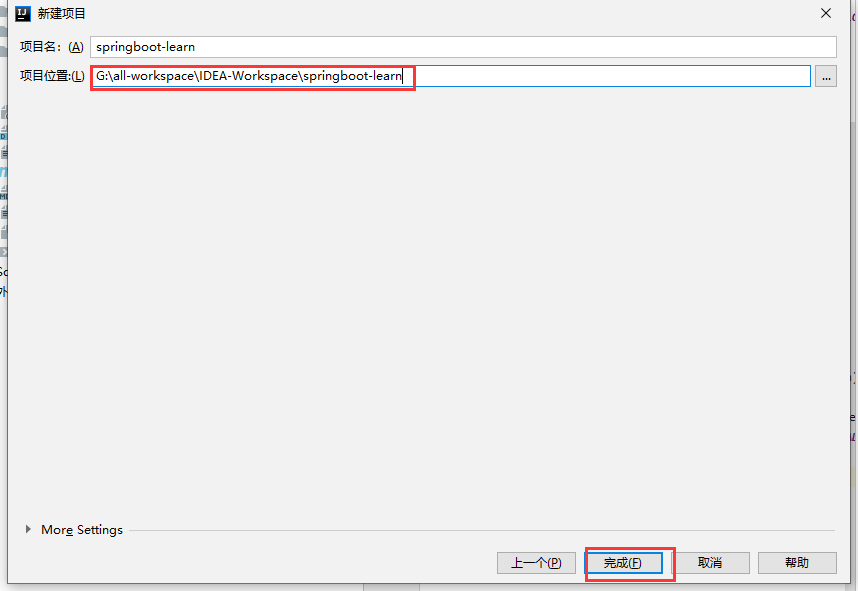 新建项目
项目名：(A) springboot-learn
项目位置:(L) G:\all-workspace\IDEA-Workspace\springboot-learn ...
More Settings
上一个(P) 完成(F) 取消 帮助